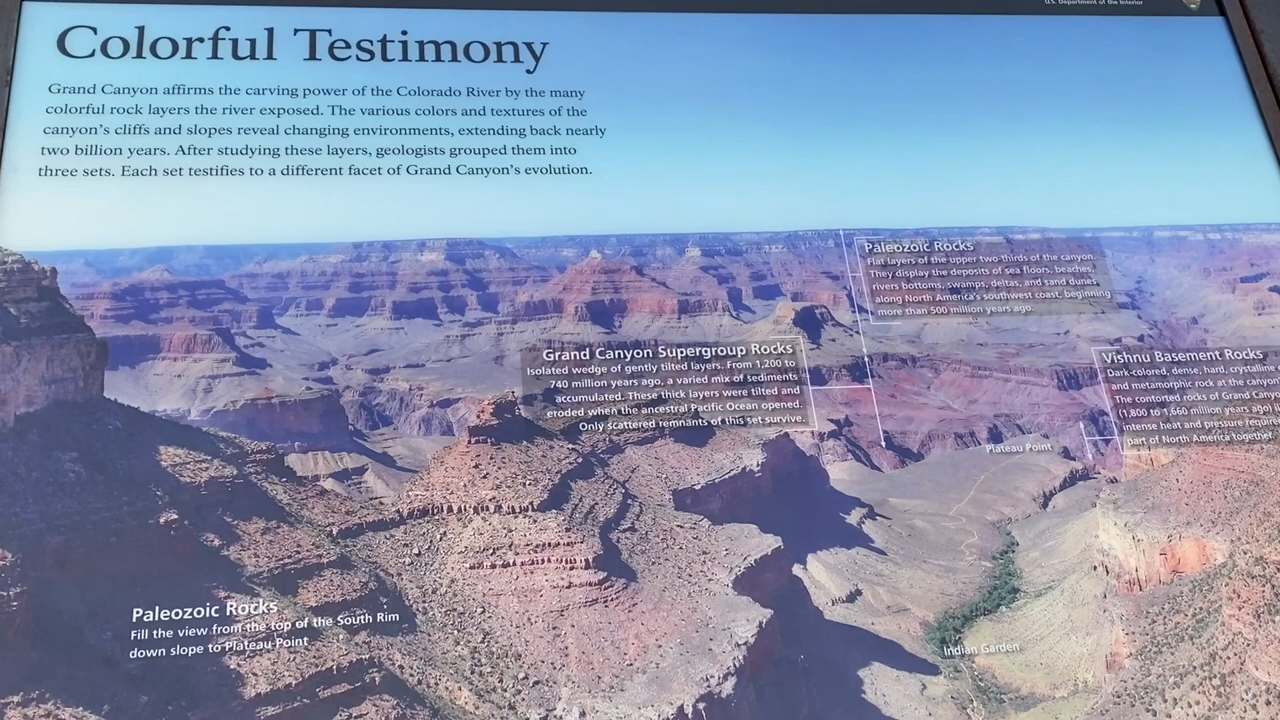 U.S. Department of the Interior
Colorful Testimony
Grand Canyon affirms the carving power of the Colorado River by the many
colorful rock layers the river exposed. The various colors and textures of the
canyon's cliffs and slopes reveal changing environments, extending back nearly
two billion years. After studying these layers, geologists grouped them into
three sets. Each set testifies to a different facet of Grand Canyon's evolution.
Paleozoic Rocks
Flat layers of the upper two-thirds of the canyon.
They display the deposits of sea floors, beaches,
rivers bottoms, swamps, deltas, and sand dunes
along North America's southwest coast, beginning
more than 500 million years ago.
Grand Canyon Supergroup Rocks
Isolated wedge of gently tilted layers. From 1,200 to
740 million years ago, a varied mix of sediments
accumulated. These thick layers were tilted and
eroded when the ancestral Pacific Ocean opened.
Only scattered remnants of this set survive.
Vishnu Basement Rocks
Dark-colored, dense, hard, crystalline
and metamorphic rock at the canyon
The contorted rocks of Grand Canyo
(1,800 to 1,660 million years ago)
intense heat and pressure required
part of North America together.
Plateau Point
Paleozoic Rocks
Fill the view from the top of the South Rim
down slope to Plateau Point
Indian Garden